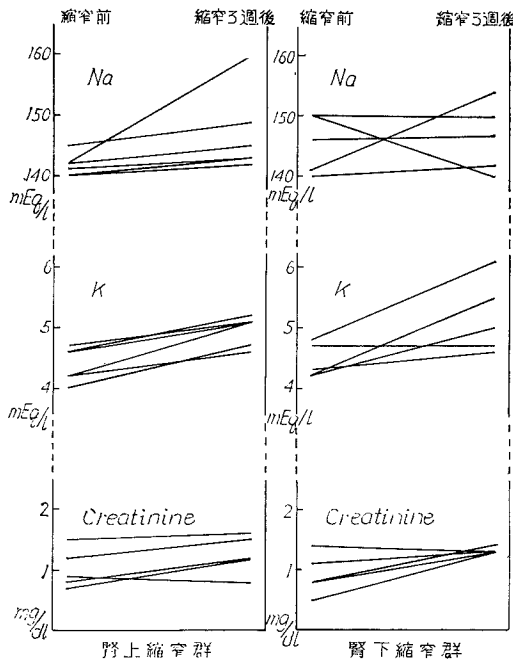 縮窄前 縮窄3週後 縮窄前 縮窄3週後
160 160
Na Na
150 150
140 140
mEq/l mEq/l
6 6
K K
5 5
4 4
mEq/l mEq/l
2 2
Creatinine Creatinine
1 1
mg/dl mg/dl
腎上縮窄群 腎下縮窄群